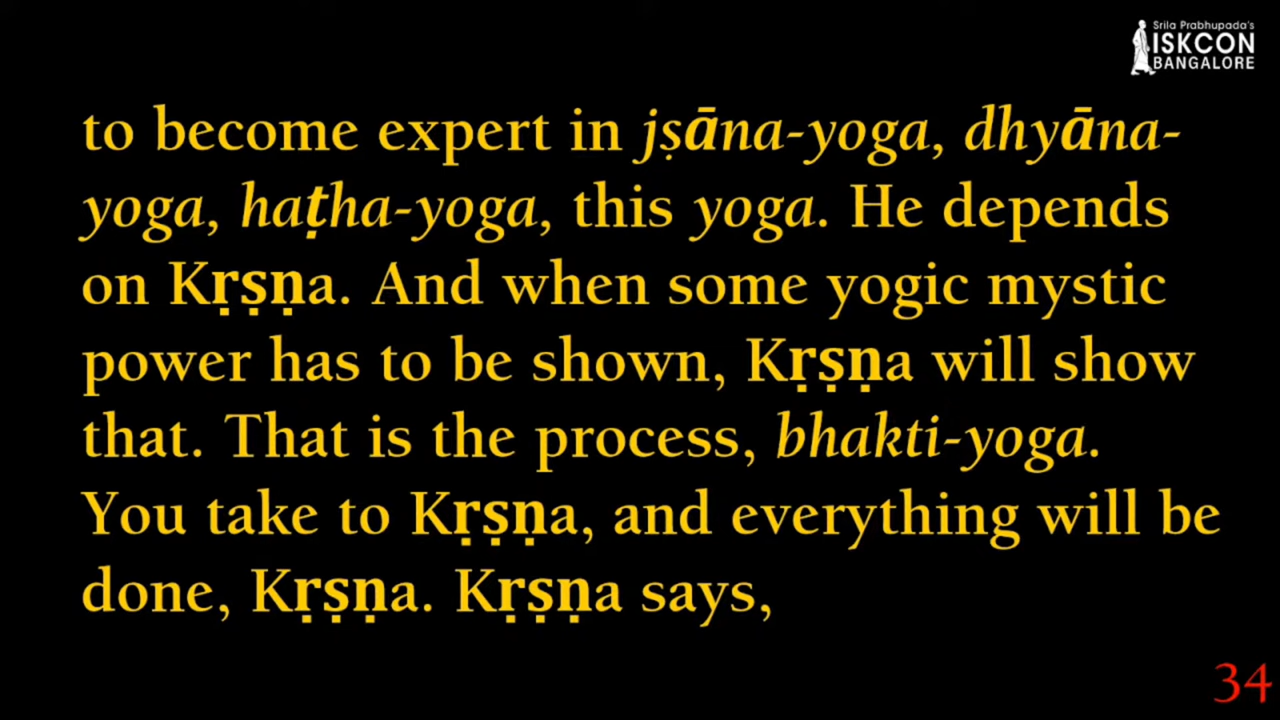 Srila Prabhupada's
ISKCON
BANGALORE
to become expert in jṣāna-yoga, dhyāna-
yoga, haṭha-yoga, this yoga. He depends
on Kṛṣṇa. And when some yogic mystic
power has to be shown, Kṛṣṇa will show
that. That is the process, bhakti-yoga.
You take to Kṛṣṇa, and everything will be
done, Kṛṣṇa. Kṛṣṇa says,
34